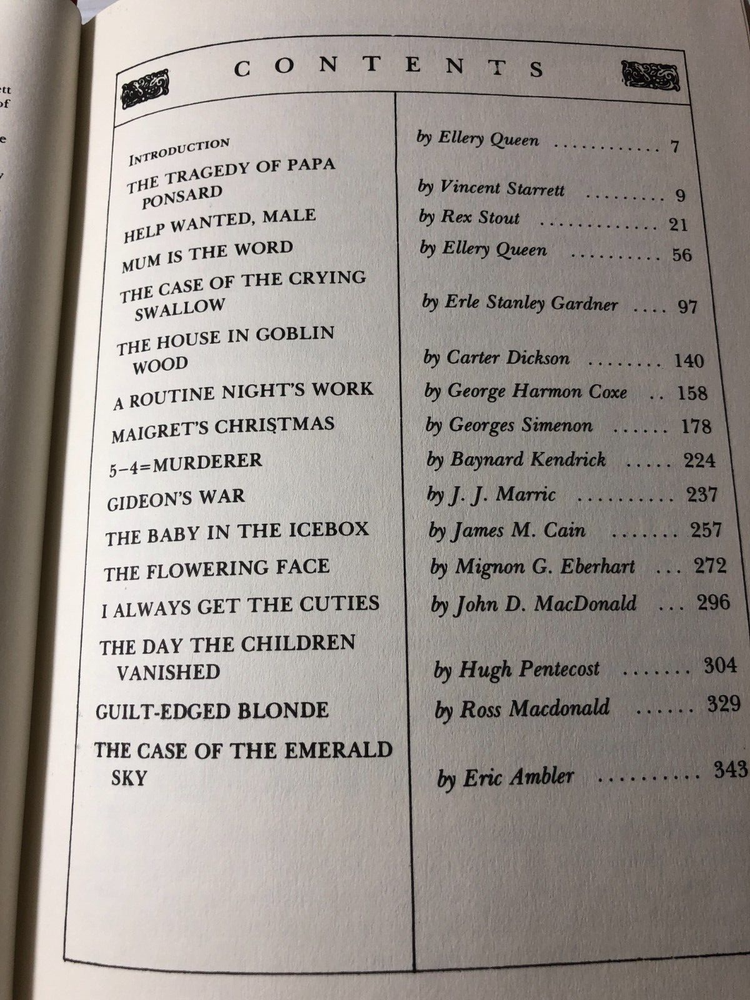 tt
of
e
CONTENTS
INTRODUCTION by Ellery Queen ............ 7
THE TRAGEDY OF PAPA
PONSARD by Vincent Starrett ......... 9
HELP WANTED, MALE by Rex Stout ............. 21
MUM IS THE WORD by Ellery Queen .......... 56
THE CASE OF THE CRYING
SWALLOW by Erle Stanley Gardner .... 97
THE HOUSE IN GOBLIN
WOOD by Carter Dickson ........ 140
A ROUTINE NIGHT'S WORK by George Harmon Coxe .. 158
MAIGRET'S CHRISTMAS by Georges Simenon ...... 178
5–4=MURDERER by Baynard Kendrick ..... 224
GIDEON'S WAR by J. J. Marric .......... 237
THE BABY IN THE ICEBOX by James M. Cain ....... 257
THE FLOWERING FACE by Mignon G. Eberhart ... 272
I ALWAYS GET THE CUTIES by John D. MacDonald ... 296
THE DAY THE CHILDREN
VANISHED by Hugh Pentecost ....... 304
GUILT-EDGED BLONDE by Ross Macdonald ...... 329
THE CASE OF THE EMERALD
SKY by Eric Ambler .......... 343